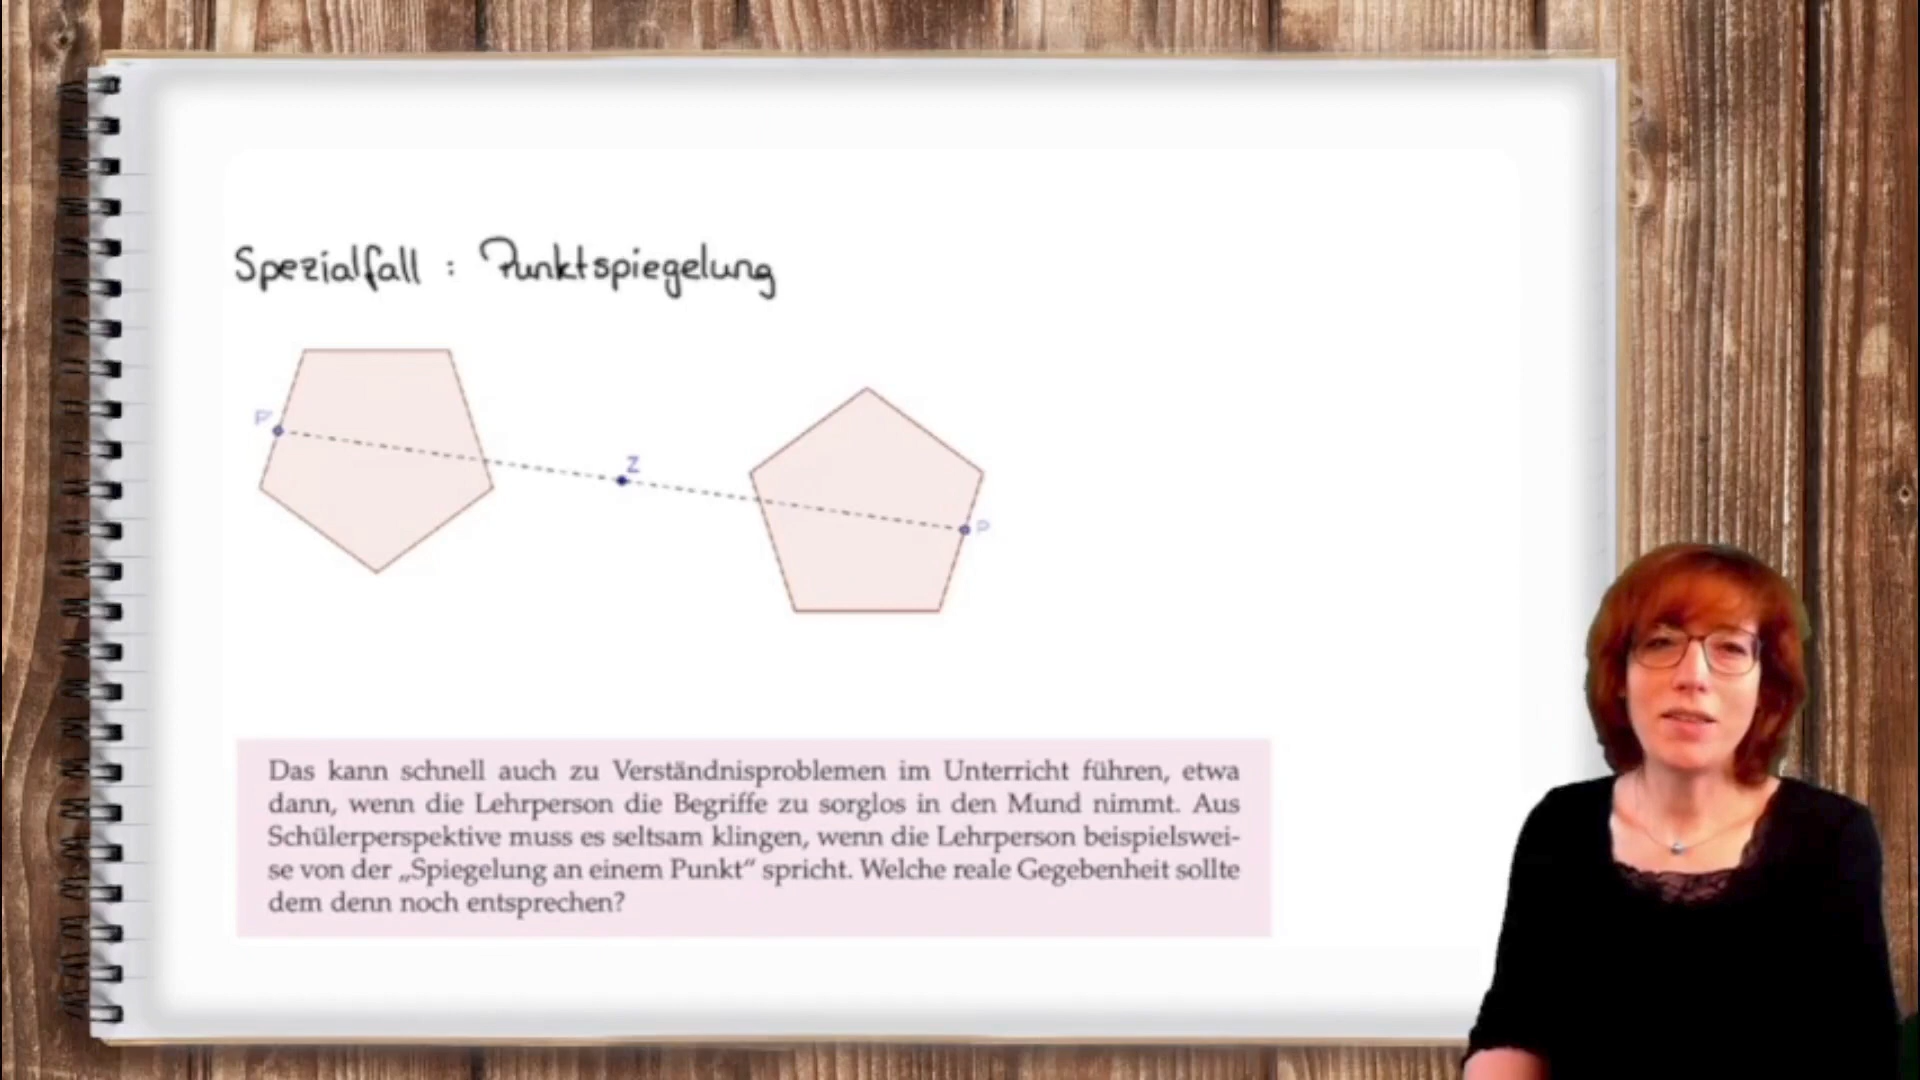 Spezialfall : Punktspiegelung
P'
Z
P
Das kann schnell auch zu Verständnisproblemen im Unterricht führen, etwa
dann, wenn die Lehrperson die Begriffe zu sorglos in den Mund nimmt. Aus
Schülerperspektive muss es seltsam klingen, wenn die Lehrperson beispielswei-
se von der „Spiegelung an einem Punkt“ spricht. Welche reale Gegebenheit sollte
dem denn noch entsprechen?